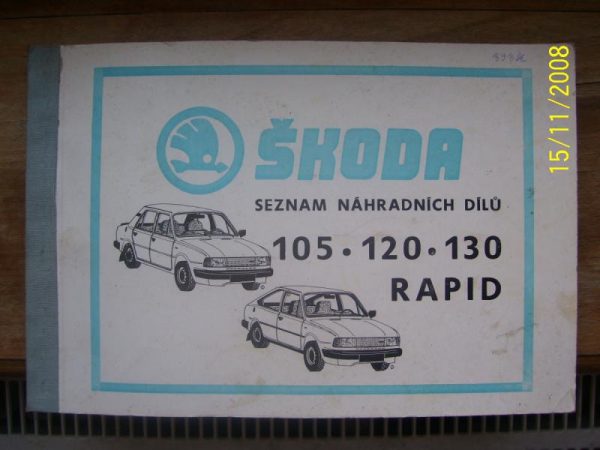 ŠKODA
SEZNAM NÁHRADNÍCH DÍLŮ
105 • 120 • 130
RAPID
15/11/2008